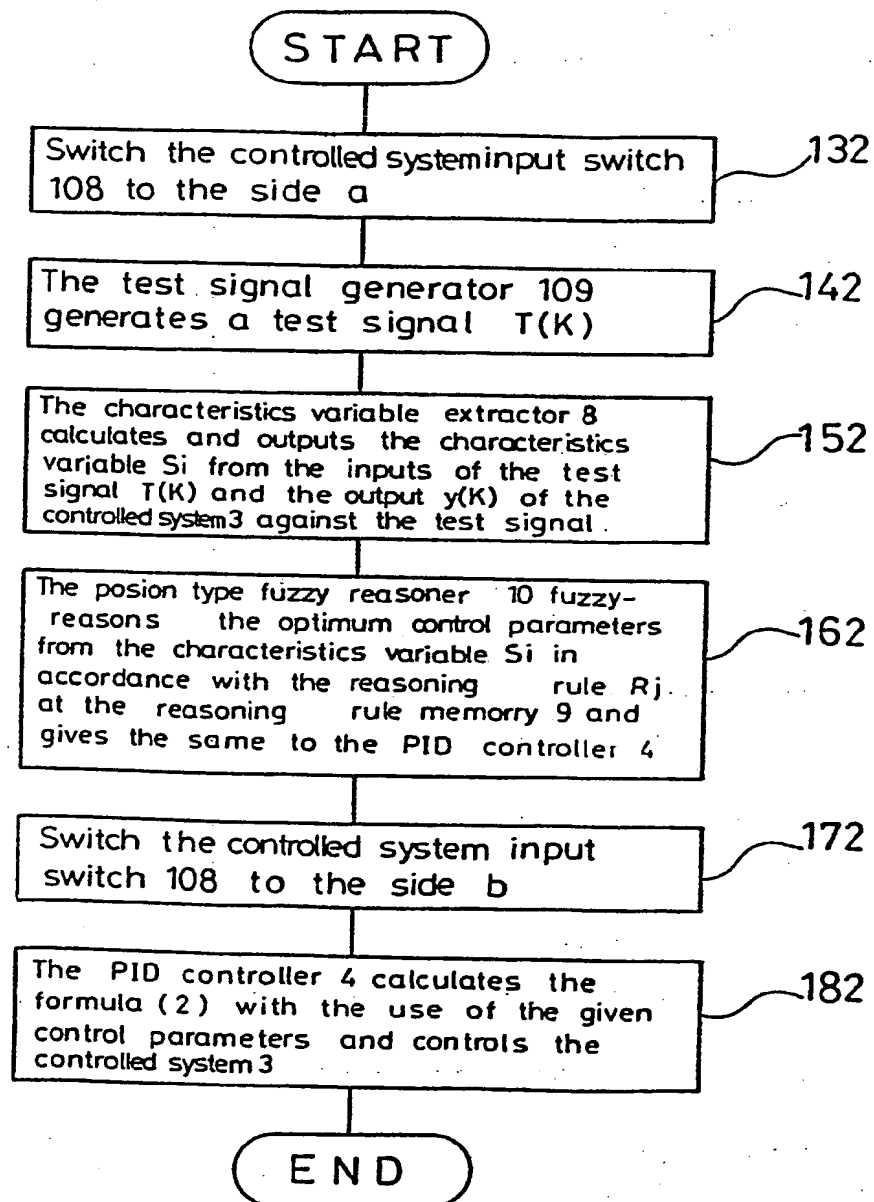 START
Switch the controlled system input switch
108 to the side a
132
The test signal generator 109
generates a test signal T(K)
142
The characteristics variable extractor 8
calculates and outputs the characteristics
variable Si from the inputs of the test
signal T(K) and the output y(K) of the
controlled system 3 against the test signal.
152
The posion type fuzzy reasoner 10 fuzzy-
reasons the optimum control parameters
from the characteristics variable Si in
accordance with the reasoning rule Rj
at the reasoning rule memorry 9 and
gives the same to the PID controller 4
162
Switch the controlled system input
switch 108 to the side b
172
The PID controller 4 calculates the
formula (2) with the use of the given
control parameters and controls the
controlled system 3
182
END